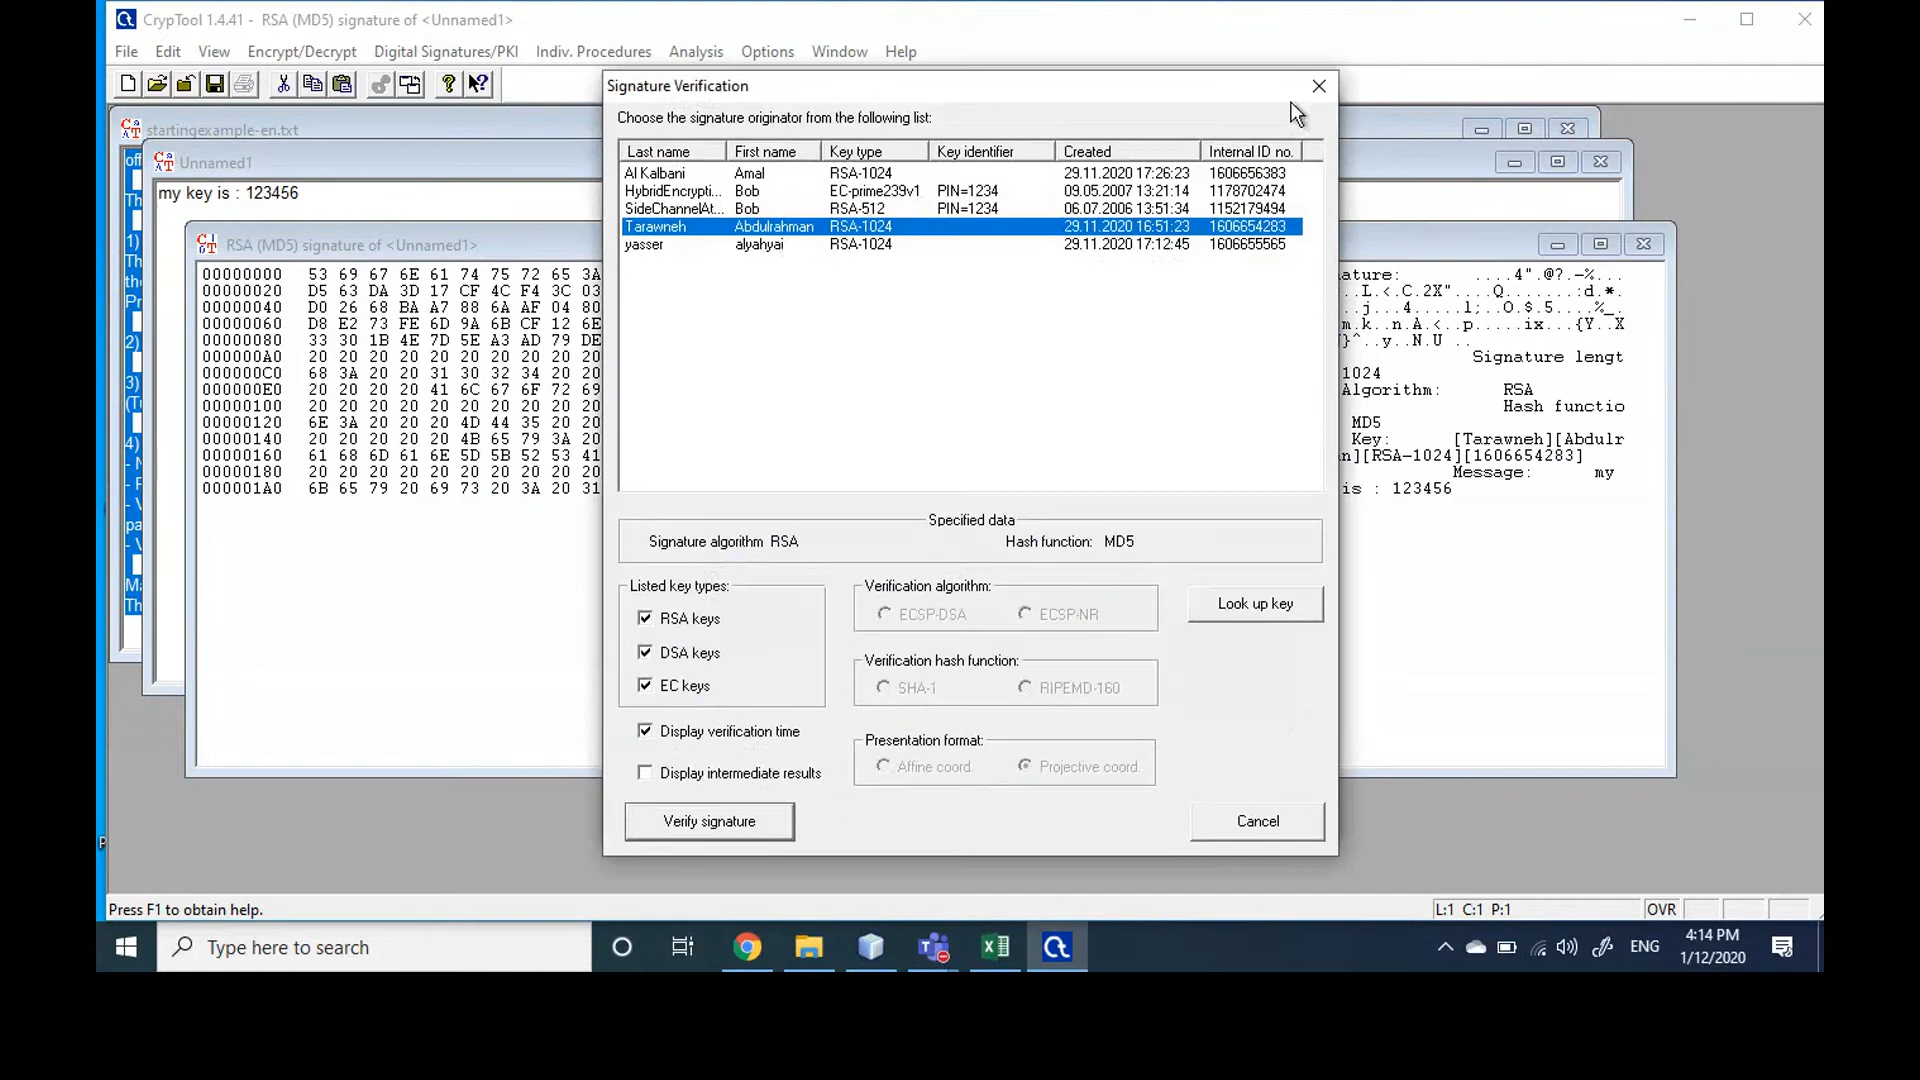 CrypTool 1.4.41 - RSA (MD5) signature of <Unnamed1>
File Edit View Encrypt/Decrypt Digital Signatures/PKI Indiv. Procedures Analysis Options Window Help
startingexample-en.txt
Unnamed1
my key is : 123456
RSA (MD5) signature of <Unnamed1>
00000000 53 69 67 6E 61 74 75 72 65 3A
00000020 D5 63 DA 3D 17 CF 4C F4 3C 03
00000040 D0 26 68 BA A7 88 6A AF 04 80
00000060 D8 E2 73 FE 6D 9A 6B CF 12 6E
00000080 33 30 1B 4E 7D 5E A3 AD 79 DE
000000A0 20 20 20 20 20 20 20 20 20 20
000000C0 68 3A 20 20 31 30 32 34 20 20
000000E0 20 20 20 20 41 6C 67 6F 72 69
00000100 20 20 20 20 20 20 20 20 20 20
00000120 6E 3A 20 20 20 4D 44 35 20 20
00000140 20 20 20 20 20 4B 65 79 3A 20
00000160 61 68 6D 61 6E 5D 5B 52 53 41
00000180 20 20 20 20 20 20 20 20 20 20
000001A0 6B 65 79 20 69 73 20 3A 20 31
ature: ....4".@?.-%...
.L.<.C.2X"....Q.......:d.*.
..j...4.....l;..O.$.5....%_.
m.k..n.A.<..p.....ix...{Y..X
}^..y..N.U ..
Signature lengt
1024
Algorithm: RSA
Hash functio
MD5
Key: [Tarawneh][Abdulr
an][RSA-1024][1606654283]
Message: my
is : 123456
Signature Verification
Choose the signature originator from the following list:
Last name First name Key type Key identifier Created Internal ID no.
Al Kalbani Amal RSA-1024 29.11.2020 17:26:23 1606656383
HybridEncrypti... Bob EC-prime239v1 PIN=1234 09.05.2007 13:21:14 1178702474
SideChannelAt... Bob RSA-512 PIN=1234 06.07.2006 13:51:34 1152179494
Tarawneh Abdulrahman RSA-1024 29.11.2020 16:51:23 1606654283
yasser alyahyai RSA-1024 29.11.2020 17:12:45 1606655565
Specified data
Signature algorithm RSA Hash function: MD5
Listed key types:
RSA keys
DSA keys
EC keys
Verification algorithm:
ECSP-DSA ECSP-NR
Look up key
Verification hash function:
SHA-1 RIPEMD-160
Display verification time
Display intermediate results
Presentation format:
Affine coord. Projective coord.
Verify signature
Cancel
Press F1 to obtain help.
L:1 C:1 P:1 OVR
Type here to search
ENG
4:14 PM
1/12/2020